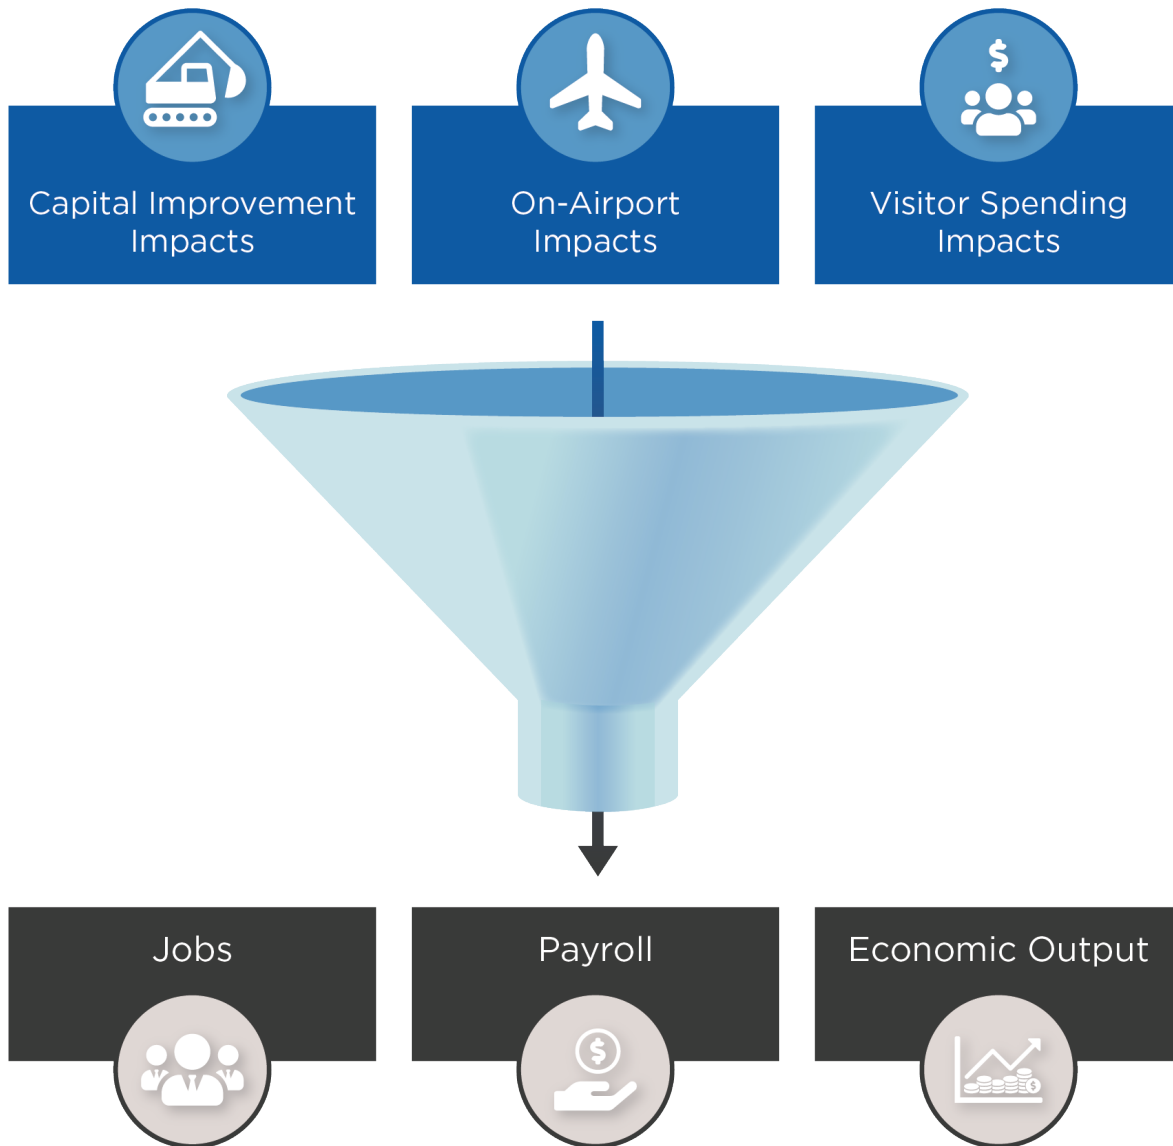 $
Capital Improvement
Impacts
On-Airport
Impacts
Visitor Spending
Impacts
Jobs
Payroll
Economic Output
$
$